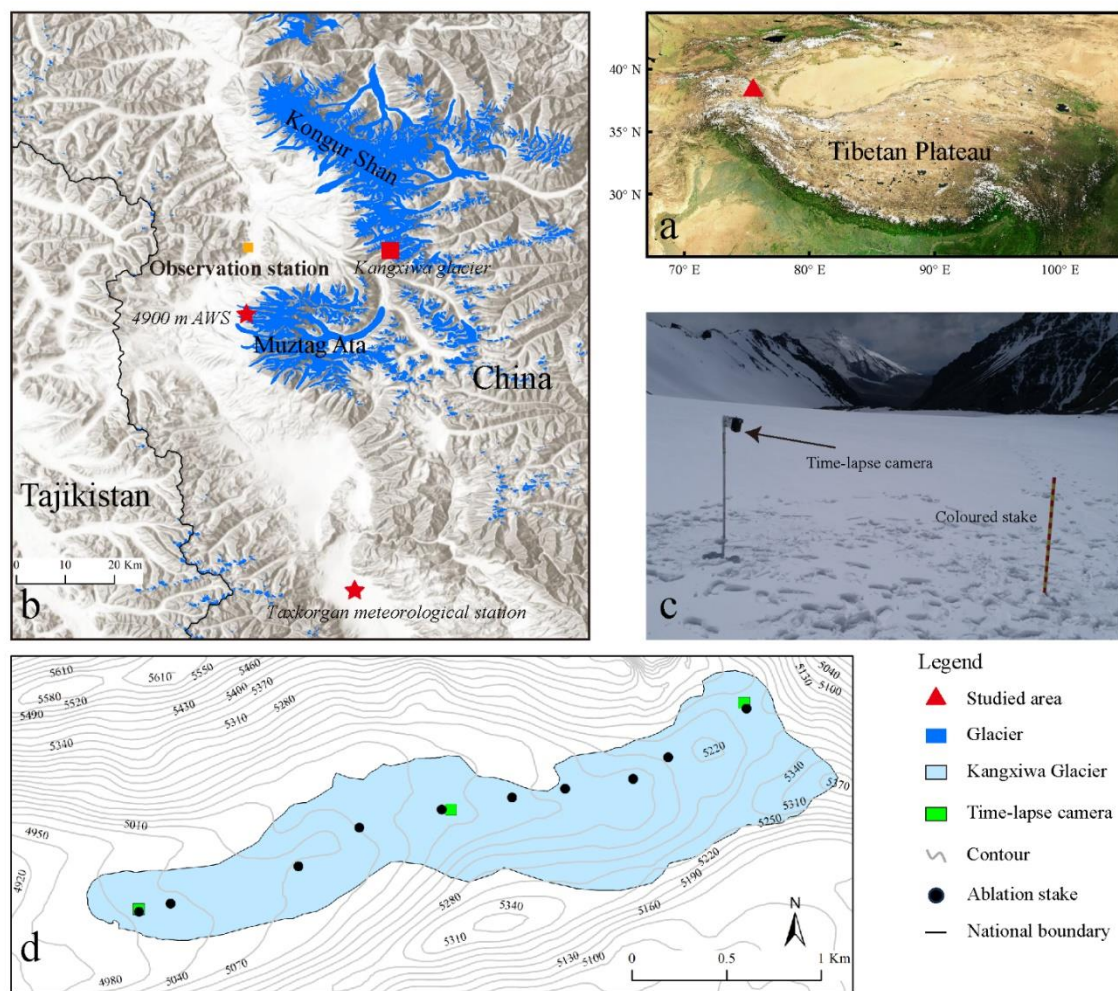 Kongur Shan
Kangxiwa glacier
Observation station
4900 m AWS
Muztag Ata
China
Tajikistan
0 20 Km
Taxkorgan meteorological station
b
40° N
35° N
30° N
Tibetan Plateau
a
70° E 80° E 90° E 100° E
Time-lapse camera
Coloured stake
c
5610 5610 5550 5460
5580 5520 5400
5490 5430 5370
5310 5280
5340
5040
5130 5100
5220
5340
5370
5310
5250
5010
4950
4920
5220
5190
5280
5340
5160
5310
5070
4980 5040
5130 5100
N
0 0.5 1 Km
d
Legend
Studied area
Glacier
Kangxiwa Glacier
Time-lapse camera
Contour
Ablation stake
National boundary